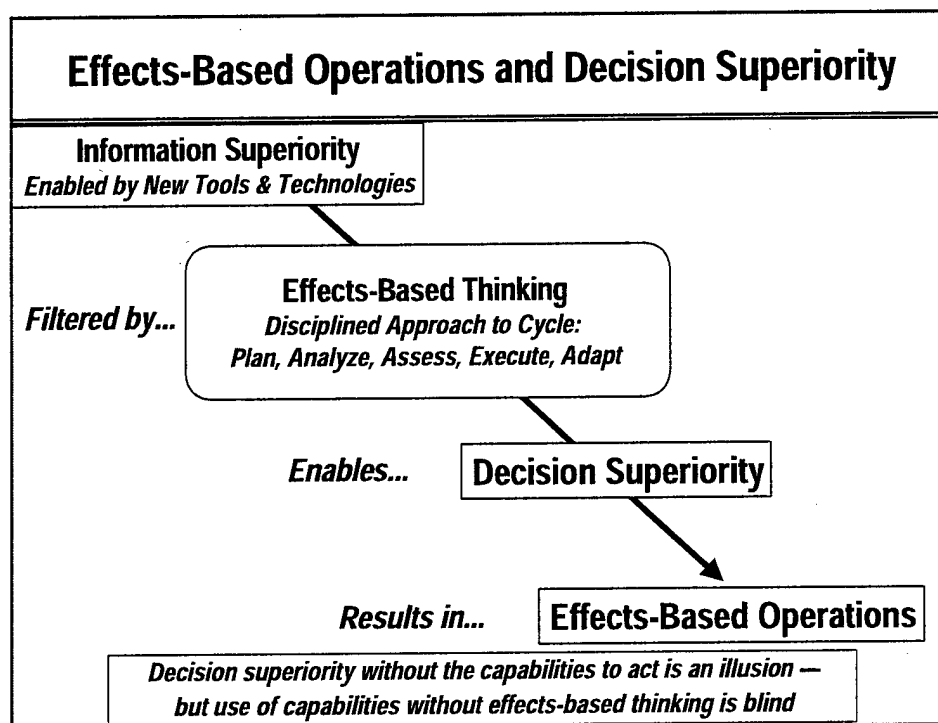 Effects-Based Operations and Decision Superiority
Information Superiority
Enabled by New Tools & Technologies
Effects-Based Thinking
Filtered by...
Disciplined Approach to Cycle:
Plan, Analyze, Assess, Execute, Adapt
Enables...
Decision Superiority
Results in...
Effects-Based Operations
Decision superiority without the capabilities to act is an illusion —
but use of capabilities without effects-based thinking is blind